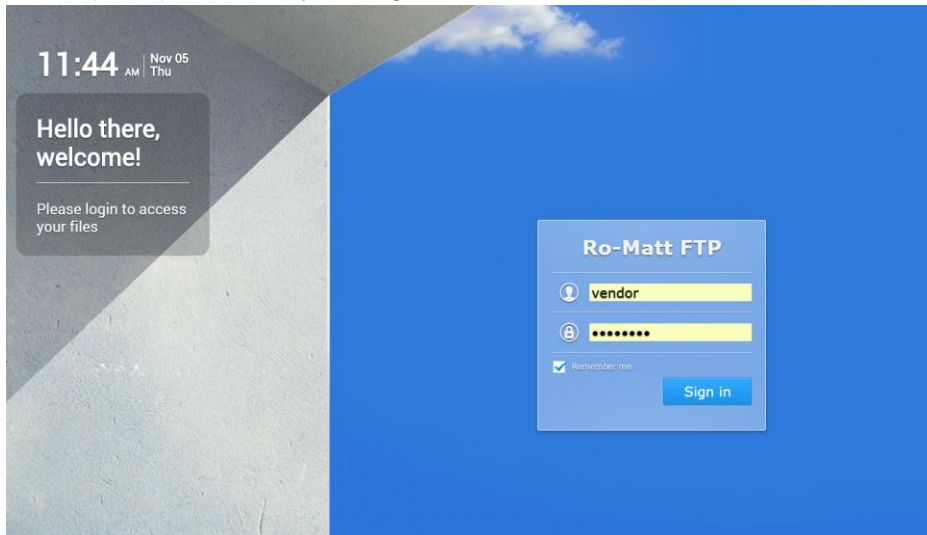 11:44 AM Nov 05
Thu
Hello there,
welcome!
Please login to access
your files
Ro-Matt FTP
vendor
••••••••
Remember me
Sign in